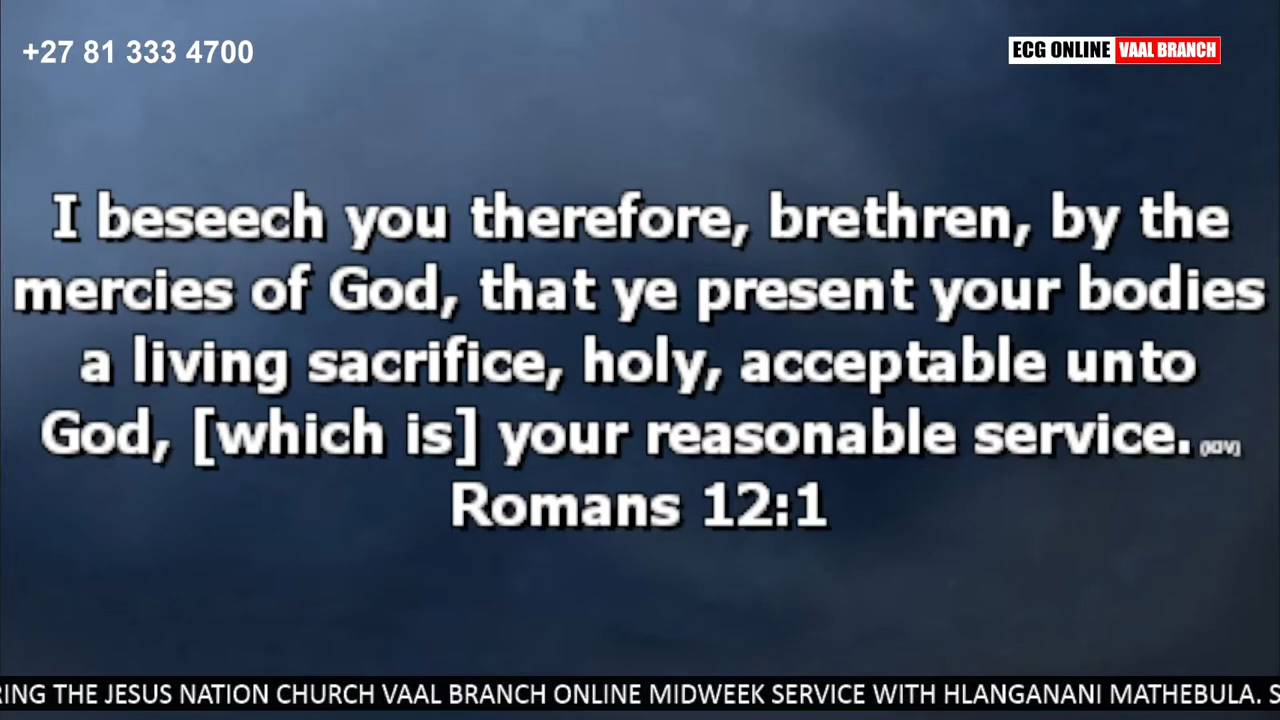 +27 81 333 4700
ECG ONLINE VAAL BRANCH
I beseech you therefore, brethren, by the
mercies of God, that ye present your bodies
a living sacrifice, holy, acceptable unto
God, [which is] your reasonable service. (KJV)
Romans 12:1
RING THE JESUS NATION CHURCH VAAL BRANCH ONLINE MIDWEEK SERVICE WITH HLANGANANI MATHEBULA. S